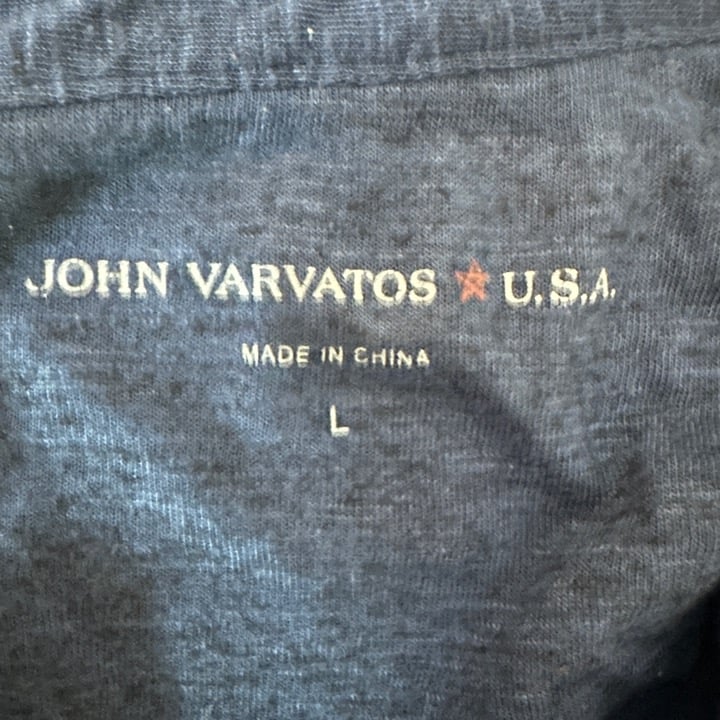 JOHN VARVATOS ★ U.S.A.
MADE IN CHINA
L